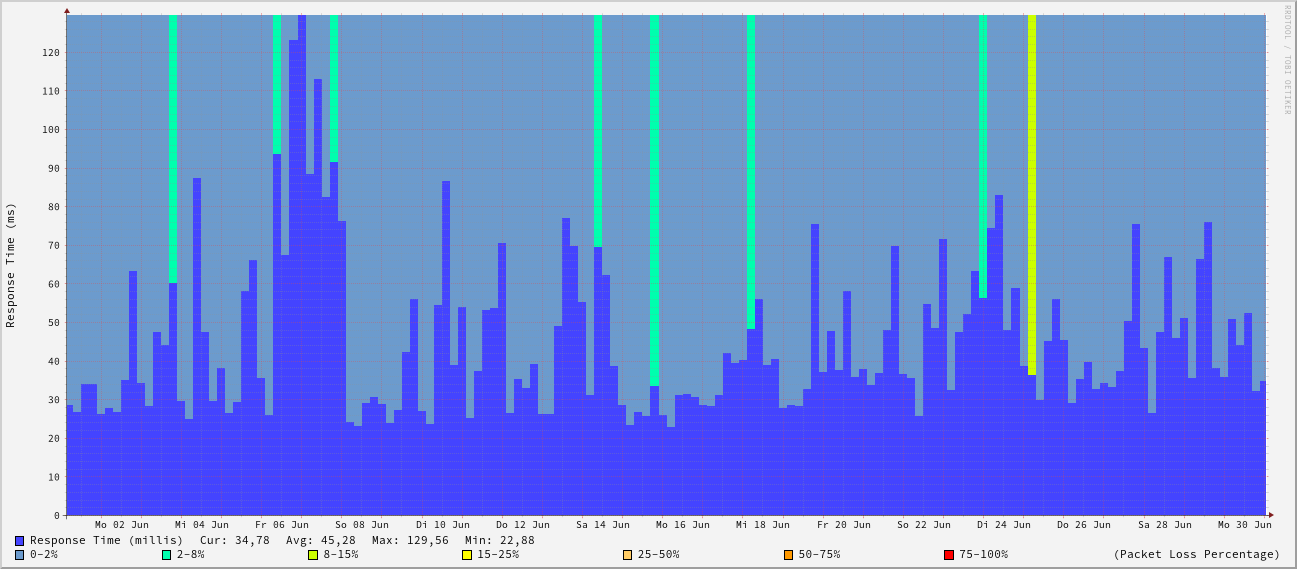 RRDTOOL / TOBI OETIKER
Response Time (ms)
120
110
100
90
80
70
60
50
40
30
20
10
0
Mo 02 Jun Mi 04 Jun Fr 06 Jun So 08 Jun Di 10 Jun Do 12 Jun Sa 14 Jun Mo 16 Jun Mi 18 Jun Fr 20 Jun So 22 Jun Di 24 Jun Do 26 Jun Sa 28 Jun Mo 30 Jun
Response Time (millis) Cur: 34,78 Avg: 45,28 Max: 129,56 Min: 22,88
0-2% 2-8% 8-15% 15-25% 25-50% 50-75% 75-100% (Packet Loss Percentage)